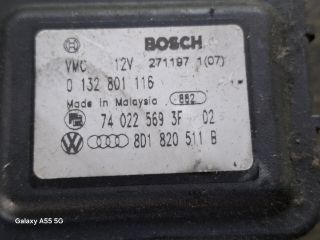 BOSCH
VMC 12V 271197 1(07)
0 132 801 116
Made in Malaysia 882
74 022 569 3F 02
8D1 820 511 B
Galaxy A55 5G